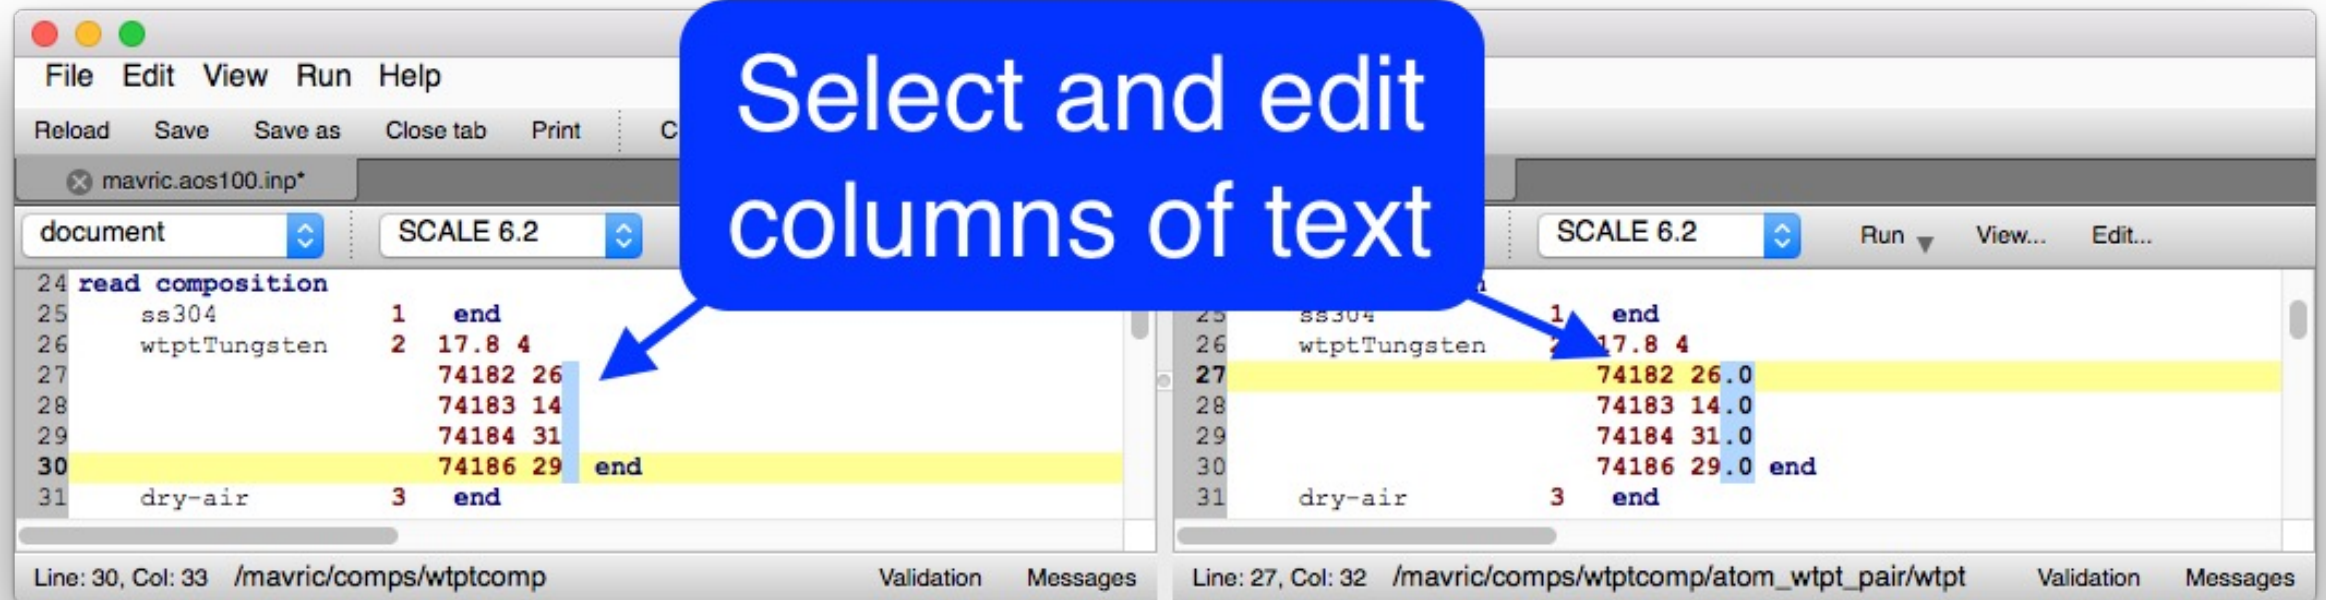 Select and edit
columns of text
File Edit View Run Help
Reload Save Save as Close tab Print
mavric.aos100.inp*
document SCALE 6.2
24 read composition
25 ss304 1 end
26 wtptTungsten 2 17.8 4
27 74182 26
28 74183 14
29 74184 31
30 74186 29 end
31 dry-air 3 end
Line: 30, Col: 33 /mavric/comps/wtptcomp Validation Messages
SCALE 6.2 Run View... Edit...
25 ss304 1 end
26 wtptTungsten 17.8 4
27 74182 26.0
28 74183 14.0
29 74184 31.0
30 74186 29.0 end
31 dry-air 3 end
Line: 27, Col: 32 /mavric/comps/wtptcomp/atom_wtpt_pair/wtpt Validation Messages